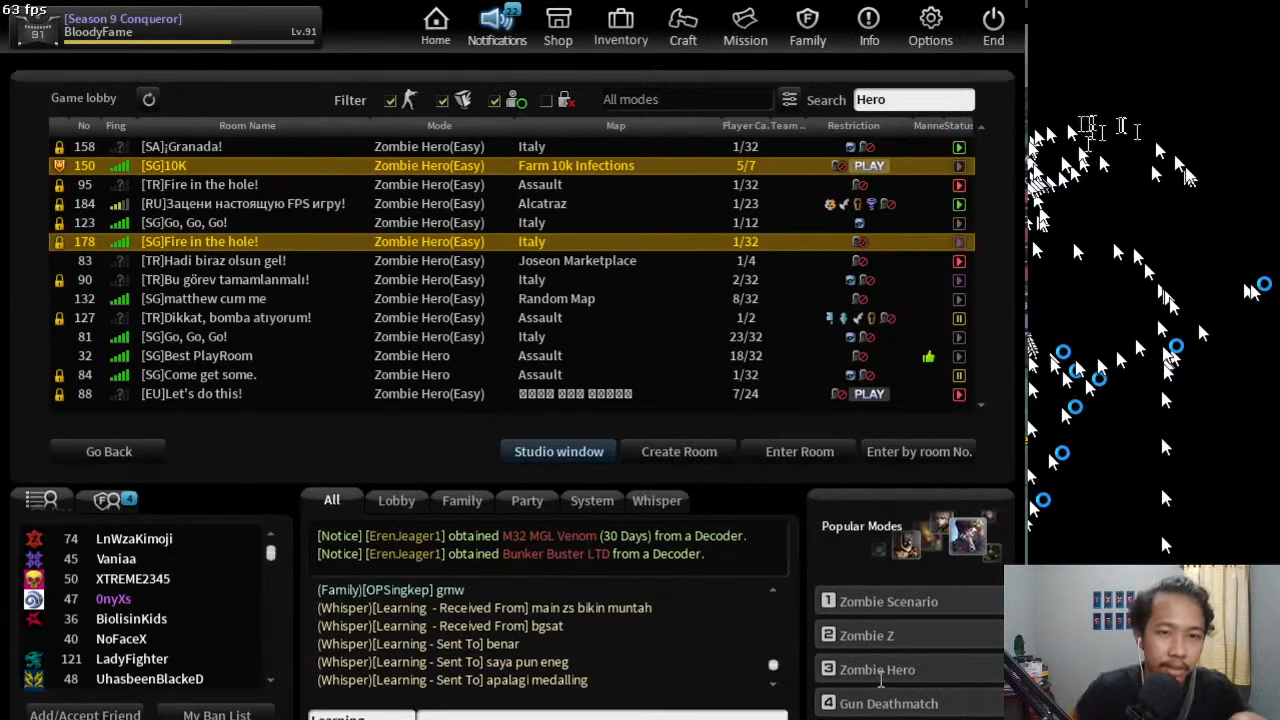 63 FPS
[Season 9 Conqueror]
91
BloodyFame
Lv.91
22
Home Notifications Shop Inventory Craft Mission Family Info Options End
Game lobby Filter All modes Search Hero
No Ping Room Name Mode Map Player Ca.Team .. Restriction Manne Status
158 [SA]¡Granada! Zombie Hero(Easy) Italy 1/32
150 [SG]10K Zombie Hero(Easy) Farm 10k Infections 5/7 PLAY
95 [TR]Fire in the hole! Zombie Hero(Easy) Assault 1/32
184 [RU]Зацени настоящую FPS игру! Zombie Hero(Easy) Alcatraz 1/23
123 [SG]Go, Go, Go! Zombie Hero(Easy) Italy 1/12
178 [SG]Fire in the hole! Zombie Hero(Easy) Italy 1/32
83 [TR]Hadi biraz olsun gel! Zombie Hero(Easy) Joseon Marketplace 1/4
90 [TR]Bu görev tamamlanmalı! Zombie Hero(Easy) Italy 2/32
132 [SG]matthew cum me Zombie Hero(Easy) Random Map 8/32
127 [TR]Dikkat, bomba atıyorum! Zombie Hero(Easy) Assault 1/2
81 [SG]Go, Go, Go! Zombie Hero(Easy) Italy 23/32
32 [SG]Best PlayRoom Zombie Hero Assault 18/32
84 [SG]Come get some. Zombie Hero Assault 1/32
88 [EU]Let's do this! Zombie Hero(Easy) 7/24 PLAY
Go Back Studio window Create Room Enter Room Enter by room No.
4
All Lobby Family Party System Whisper
Popular Modes
74 LnWzaKimoji
45 Vaniaa
50 XTREME2345
47 0nyXs
36 BiolisinKids
40 NoFaceX
121 LadyFighter
48 UhasbeenBlackeD
Add/Accept Friend My Ban List
[Notice] [ErenJeager1] obtained M32 MGL Venom (30 Days) from a Decoder.
[Notice] [ErenJeager1] obtained Bunker Buster LTD from a Decoder.
(Family)[OPSingkep] gmw
(Whisper)[Learning - Received From] main zs bikin muntah
(Whisper)[Learning - Received From] bgsat
(Whisper)[Learning - Sent To] benar
(Whisper)[Learning - Sent To] saya pun eneg
(Whisper)[Learning - Sent To] apalagi medalling
Learning
1 Zombie Scenario
2 Zombie Z
3 Zombie Hero
4 Gun Deathmatch